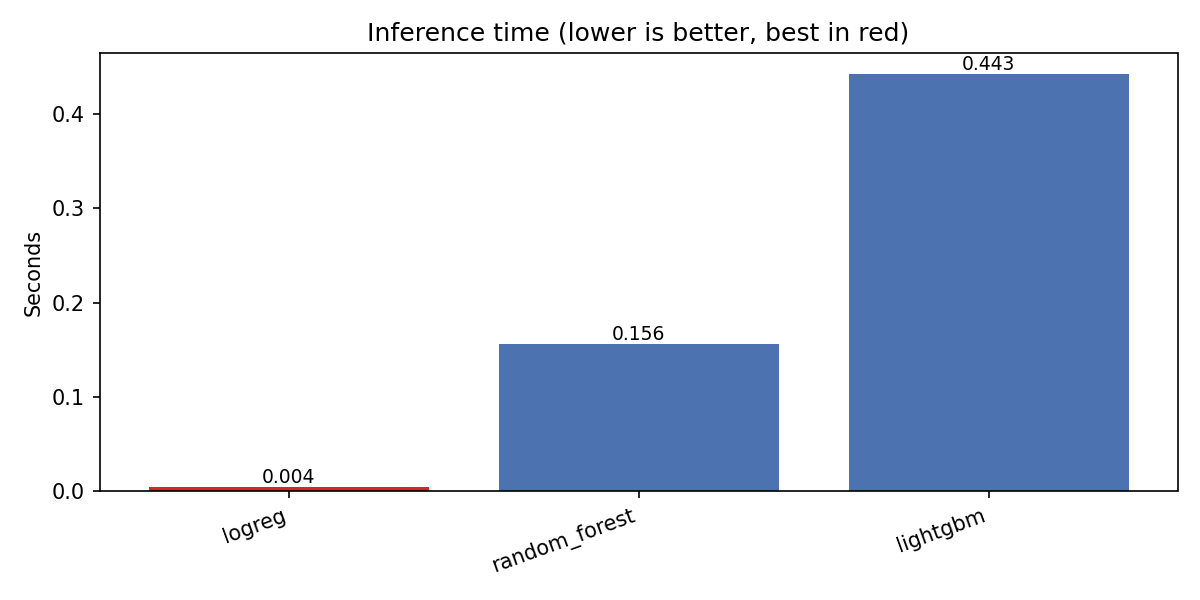 Inference time (lower is better, best in red)
Seconds
0.4
0.3
0.2
0.1
0.0
0.004
0.156
0.443
logreg
random_forest
lightgbm